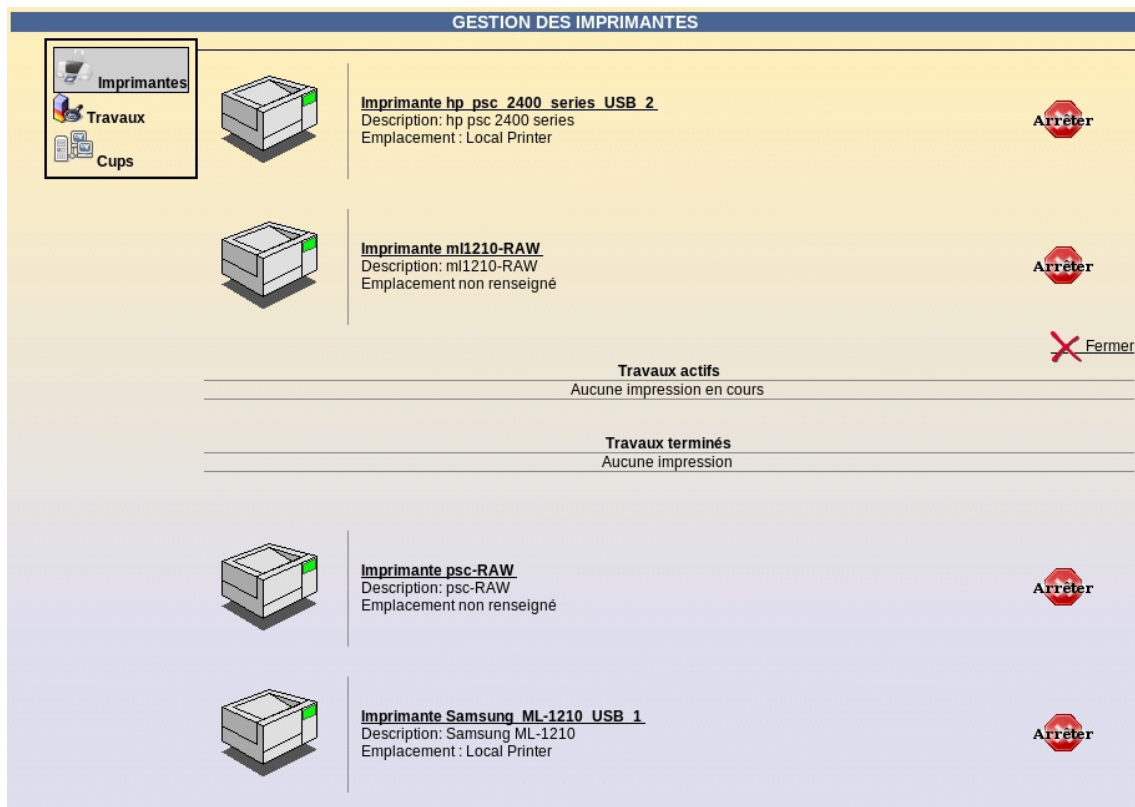 GESTION DES IMPRIMANTES
Imprimantes
Travaux
Cups
Imprimante hp_psc_2400_series_USB_2
Description: hp psc 2400 series
Emplacement : Local Printer
Arrêter
Imprimante ml1210-RAW
Description: ml1210-RAW
Emplacement non renseigné
Arrêter
Fermer
Travaux actifs
Aucune impression en cours
Travaux terminés
Aucune impression
Imprimante psc-RAW
Description: psc-RAW
Emplacement non renseigné
Arrêter
Imprimante Samsung_ML-1210_USB_1
Description: Samsung ML-1210
Emplacement : Local Printer
Arrêter